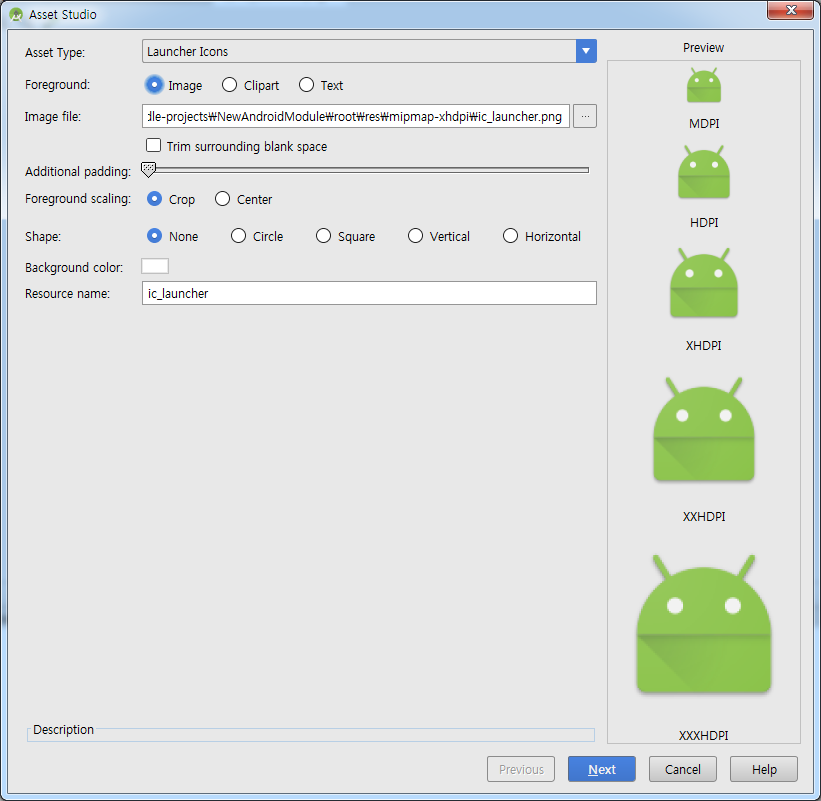 Asset Studio
Asset Type: Launcher Icons
Foreground: Image Clipart Text
Image file: dle-projects₩NewAndroidModule₩root₩res₩mipmap-xhdpi₩ic_launcher.png ...
Trim surrounding blank space
Additional padding:
Foreground scaling: Crop Center
Shape: None Circle Square Vertical Horizontal
Background color:
Resource name: ic_launcher
Description
Preview
MDPI
HDPI
XHDPI
XXHDPI
XXXHDPI
Previous Next Cancel Help